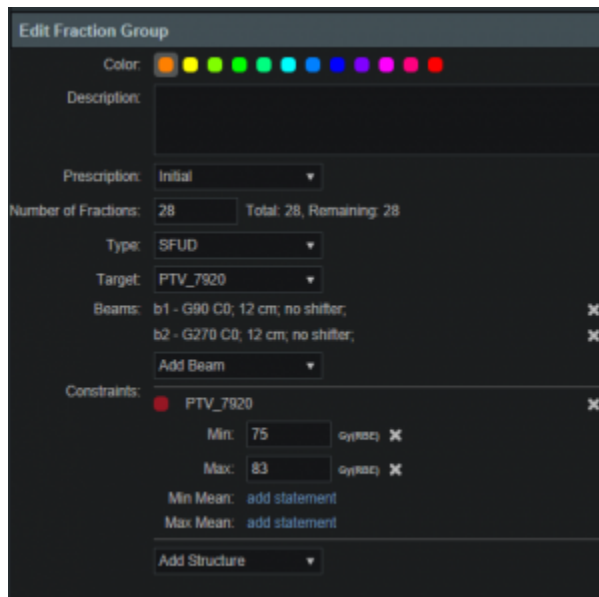 Edit Fraction Group
Color:
Description:
Prescription: Initial
Number of Fractions: 28 Total: 28, Remaining: 28
Type: SFUD
Target: PTV_7920
Beams: b1 - G90 C0; 12 cm; no shifter;
b2 - G270 C0; 12 cm; no shifter;
Add Beam
Constraints:
PTV_7920
Min: 75 Gy(RBE)
Max: 83 Gy(RBE)
Min Mean: add statement
Max Mean: add statement
Add Structure